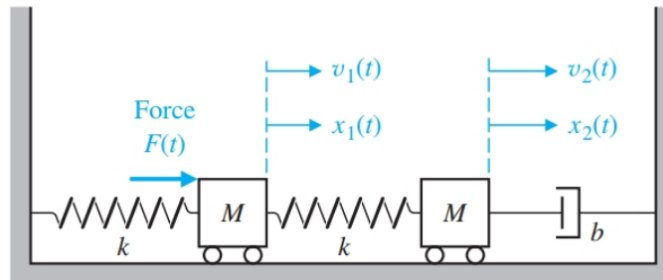 v₁(t)
v₂(t)
Force
F(t)
x₁(t)
x₂(t)
M
M
k
k
b